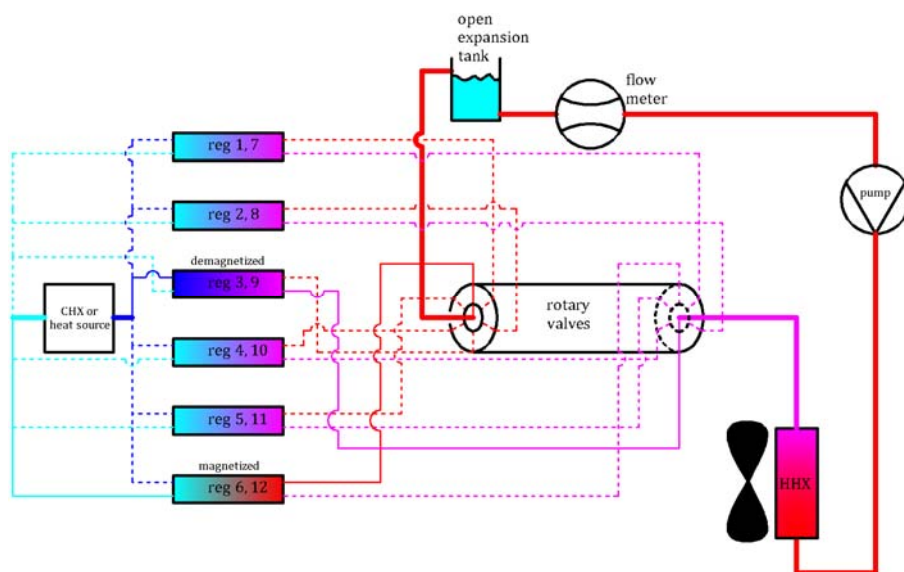 open
expansion
tank
flow
meter
pump
reg 1, 7
reg 2, 8
demagnetized
reg 3, 9
CHX or
heat source
rotary
valves
reg 4, 10
reg 5, 11
magnetized
reg 6, 12
HHX